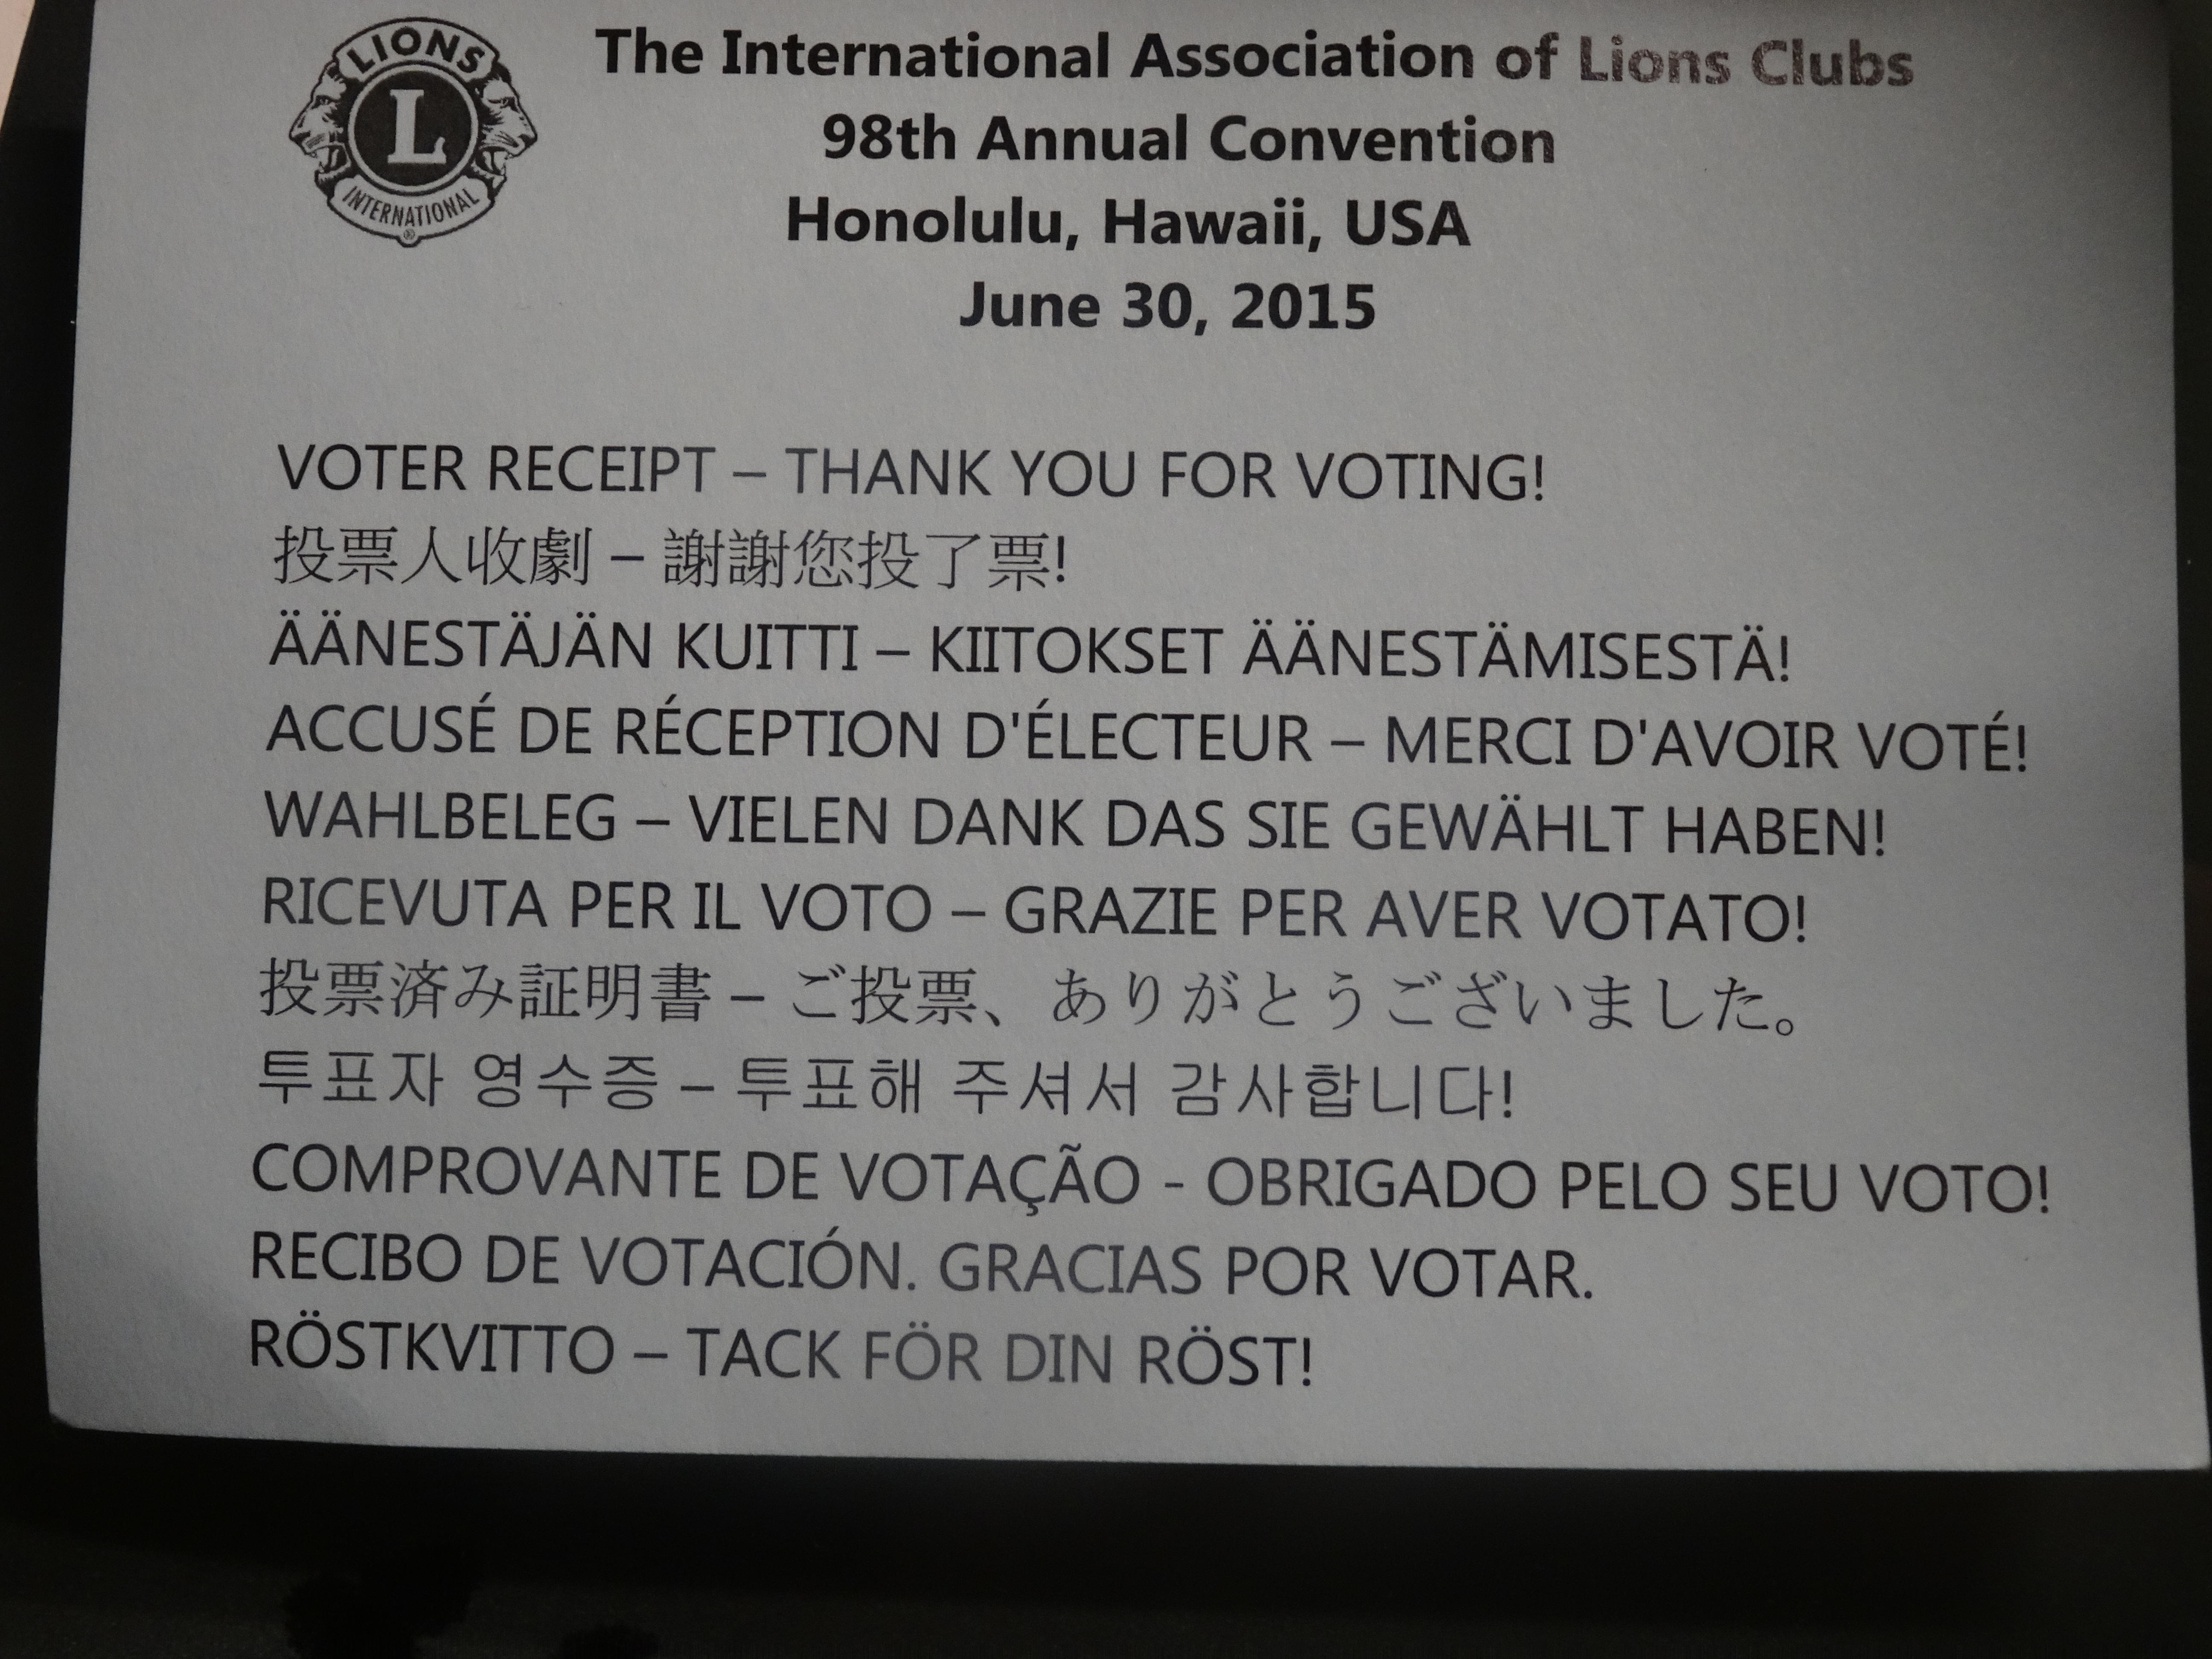 LIONS
L
INTERNATIONAL
®
The International Association of Lions Clubs
98th Annual Convention
Honolulu, Hawaii, USA
June 30, 2015
VOTER RECEIPT – THANK YOU FOR VOTING!
投票人收劇 – 謝謝您投了票!
ÄÄNESTÄJÄN KUITTI – KIITOKSET ÄÄNESTÄMISESTÄ!
ACCUSÉ DE RÉCEPTION D'ÉLECTEUR – MERCI D'AVOIR VOTÉ!
WAHLBELEG – VIELEN DANK DAS SIE GEWÄHLT HABEN!
RICEVUTA PER IL VOTO – GRAZIE PER AVER VOTATO!
投票済み証明書 – ご投票、ありがとうございました。
투표자 영수증 – 투표해 주셔서 감사합니다!
COMPROVANTE DE VOTAÇÃO - OBRIGADO PELO SEU VOTO!
RECIBO DE VOTACIÓN. GRACIAS POR VOTAR.
RÖSTKVITTO – TACK FÖR DIN RÖST!